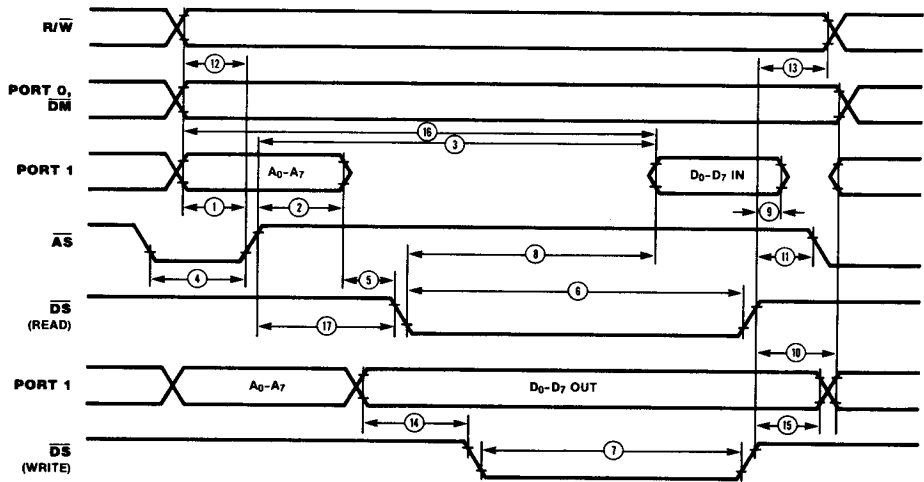 R/W̅
12
13
PORT 0,
D̅M̅
16
3
PORT 1
A0-A7
D0-D7 IN
1
2
9
A̅S̅
4
5
8
11
D̅S̅
(READ)
6
17
10
PORT 1
A0-A7
D0-D7 OUT
14
15
D̅S̅
(WRITE)
7